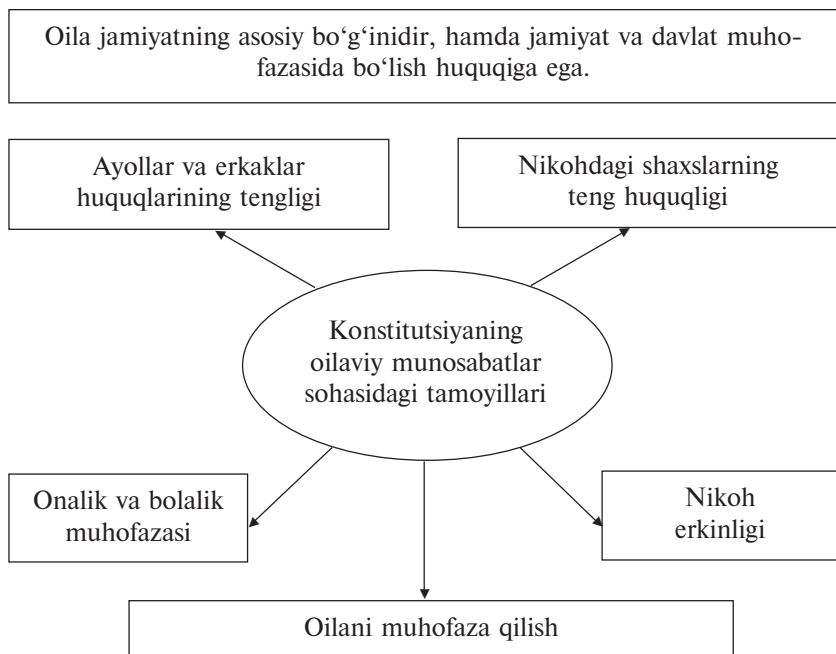 Oila jamiyatning asosiy bo‘g‘inidir, hamda jamiyat va davlat muho-
fazasida bo‘lish huquqiga ega.
Ayollar va erkaklar
huquqlarining tengligi
Nikohdagi shaxslarning
teng huquqligi
Konstitutsiyaning
oilaviy munosabatlar
sohasidagi tamoyillari
Onalik va bolalik
muhofazasi
Nikoh
erkinligi
Oilani muhofaza qilish